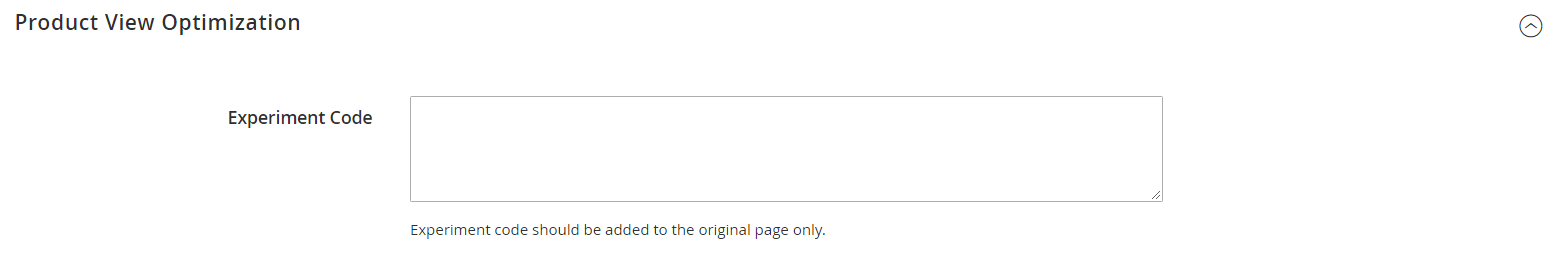 Product View Optimization
Experiment Code
Experiment code should be added to the original page only.